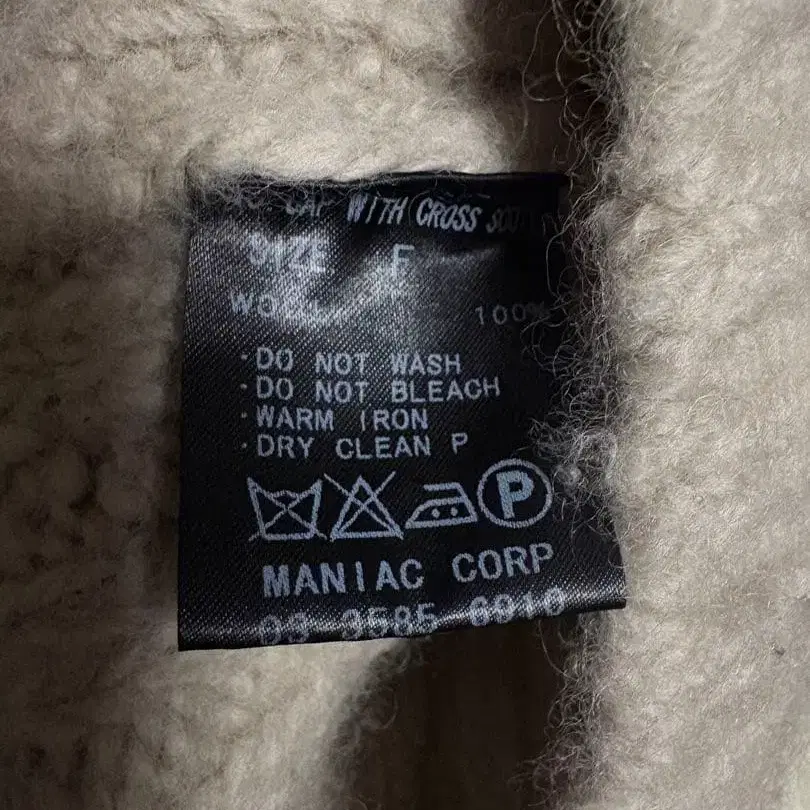 CAP WITH CROSS
SIZE F
WOOL 100%
·DO NOT WASH
·DO NOT BLEACH
·WARM IRON
·DRY CLEAN P
P
MANIAC CORP
03 3585 6910